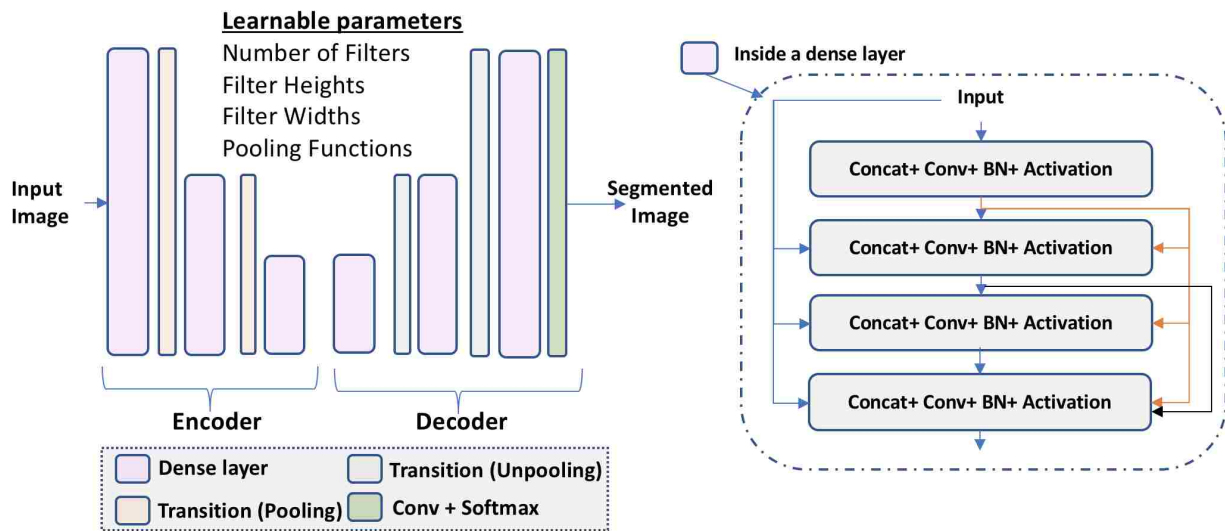 Learnable parameters
Number of Filters
Filter Heights
Filter Widths
Pooling Functions
Input
Image
Segmented
Image
Encoder
Decoder
Dense layer
Transition (Unpooling)
Transition (Pooling)
Conv + Softmax
Inside a dense layer
Input
Concat+ Conv+ BN+ Activation
Concat+ Conv+ BN+ Activation
Concat+ Conv+ BN+ Activation
Concat+ Conv+ BN+ Activation